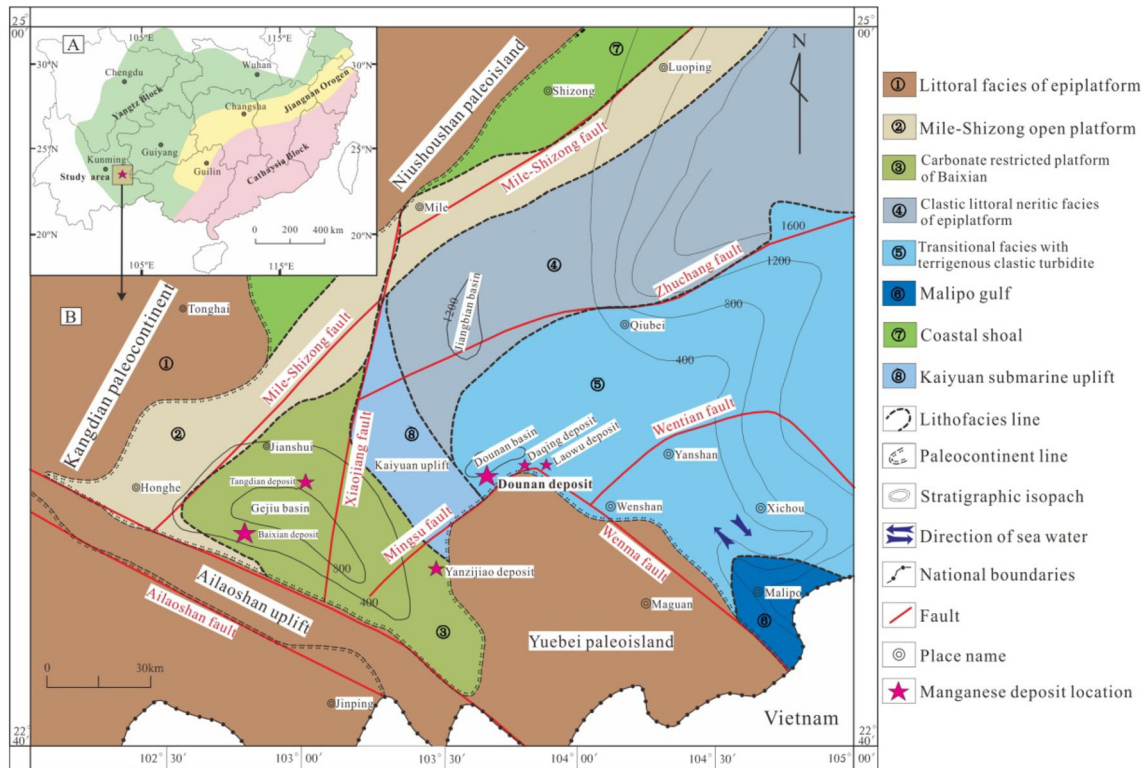 25°
00′
A
105°E
115°E
N
30°N
Wuhan
Chengdu
Yangtz Block
Jiangnan Orogen
Changsha
25°N
Guiyang
Kunming
Study area
Guilin
Cathaysia Block
20°N
0 200 400 km
105°E
115°E
B
Niushoushan paleoisland
⑦
Luoping
Shizong
Mile-Shizong fault
Mile
④
1600
1200
Zhuchang fault
800
Qiubei
400
1200
Jiangbian basin
Kangdian paleocontinent
Tonghai
①
Mile-Shizong fault
②
⑤
Wentian fault
Jianshui
Xiaojiang fault
⑧
Kaiyuan uplift
Dounan basin
Daqing deposit
Laowu deposit
Dounan deposit
Yanshan
Honghe
Tangdian deposit
Gejiu basin
Baixian deposit
Mingsu fault
Wenshan
Xichou
800
400
Yanzijiao deposit
Wenma fault
Ailaoshan uplift
Ailaoshan fault
Maguan
Malipo
⑥
③
Yuebei paleoisland
0 30km
Jinping
Vietnam
22°
40′
102°30′
103°00′
103°30′
104°00′
104°30′
105°00′
① Littoral facies of epiplatform
② Mile-Shizong open platform
③ Carbonate restricted platform
of Baixian
④ Clastic littoral neritic facies
of epiplatform
⑤ Transitional facies with
terrigenous clastic turbidite
⑥ Malipo gulf
⑦ Coastal shoal
⑧ Kaiyuan submarine uplift
Lithofacies line
Paleocontinent line
Stratigraphic isopach
Direction of sea water
National boundaries
Fault
Place name
Manganese deposit location